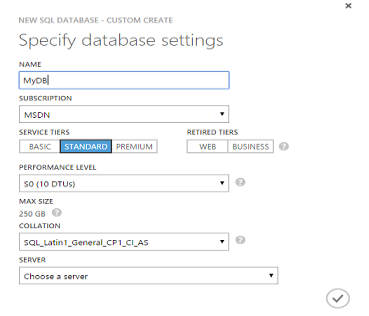 NEW SQL DATABASE - CUSTOM CREATE
Specify database settings
NAME
MyDB
SUBSCRIPTION
MSDN
SERVICE TIERS RETIRED TIERS
BASIC STANDARD PREMIUM WEB BUSINESS ?
PERFORMANCE LEVEL
S0 (10 DTUs) ?
MAX SIZE
250 GB ?
COLLATION
SQL_Latin1_General_CP1_CI_AS ?
SERVER
Choose a server